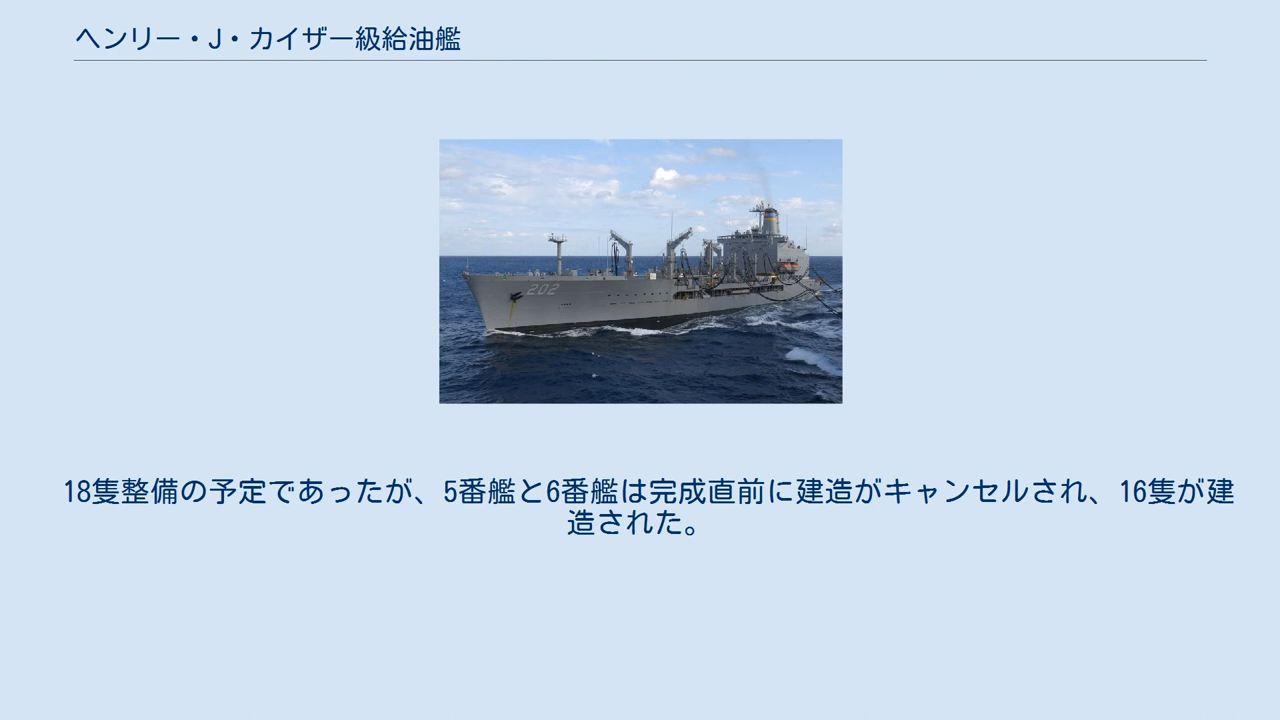 ヘンリー・J・カイザー級給油艦
202
18隻整備の予定であったが、5番艦と6番艦は完成直前に建造がキャンセルされ、16隻が建
造された。